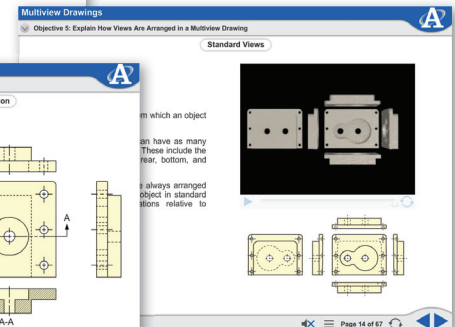 Multiview Drawings
Objective 5: Explain How Views Are Arranged in a Multiview Drawing
Standard Views
on
A
m which an object
an have as many
These include the
rear, bottom, and
always arranged
object in standard
ations relative to
A
A-A
Page 14 of 67